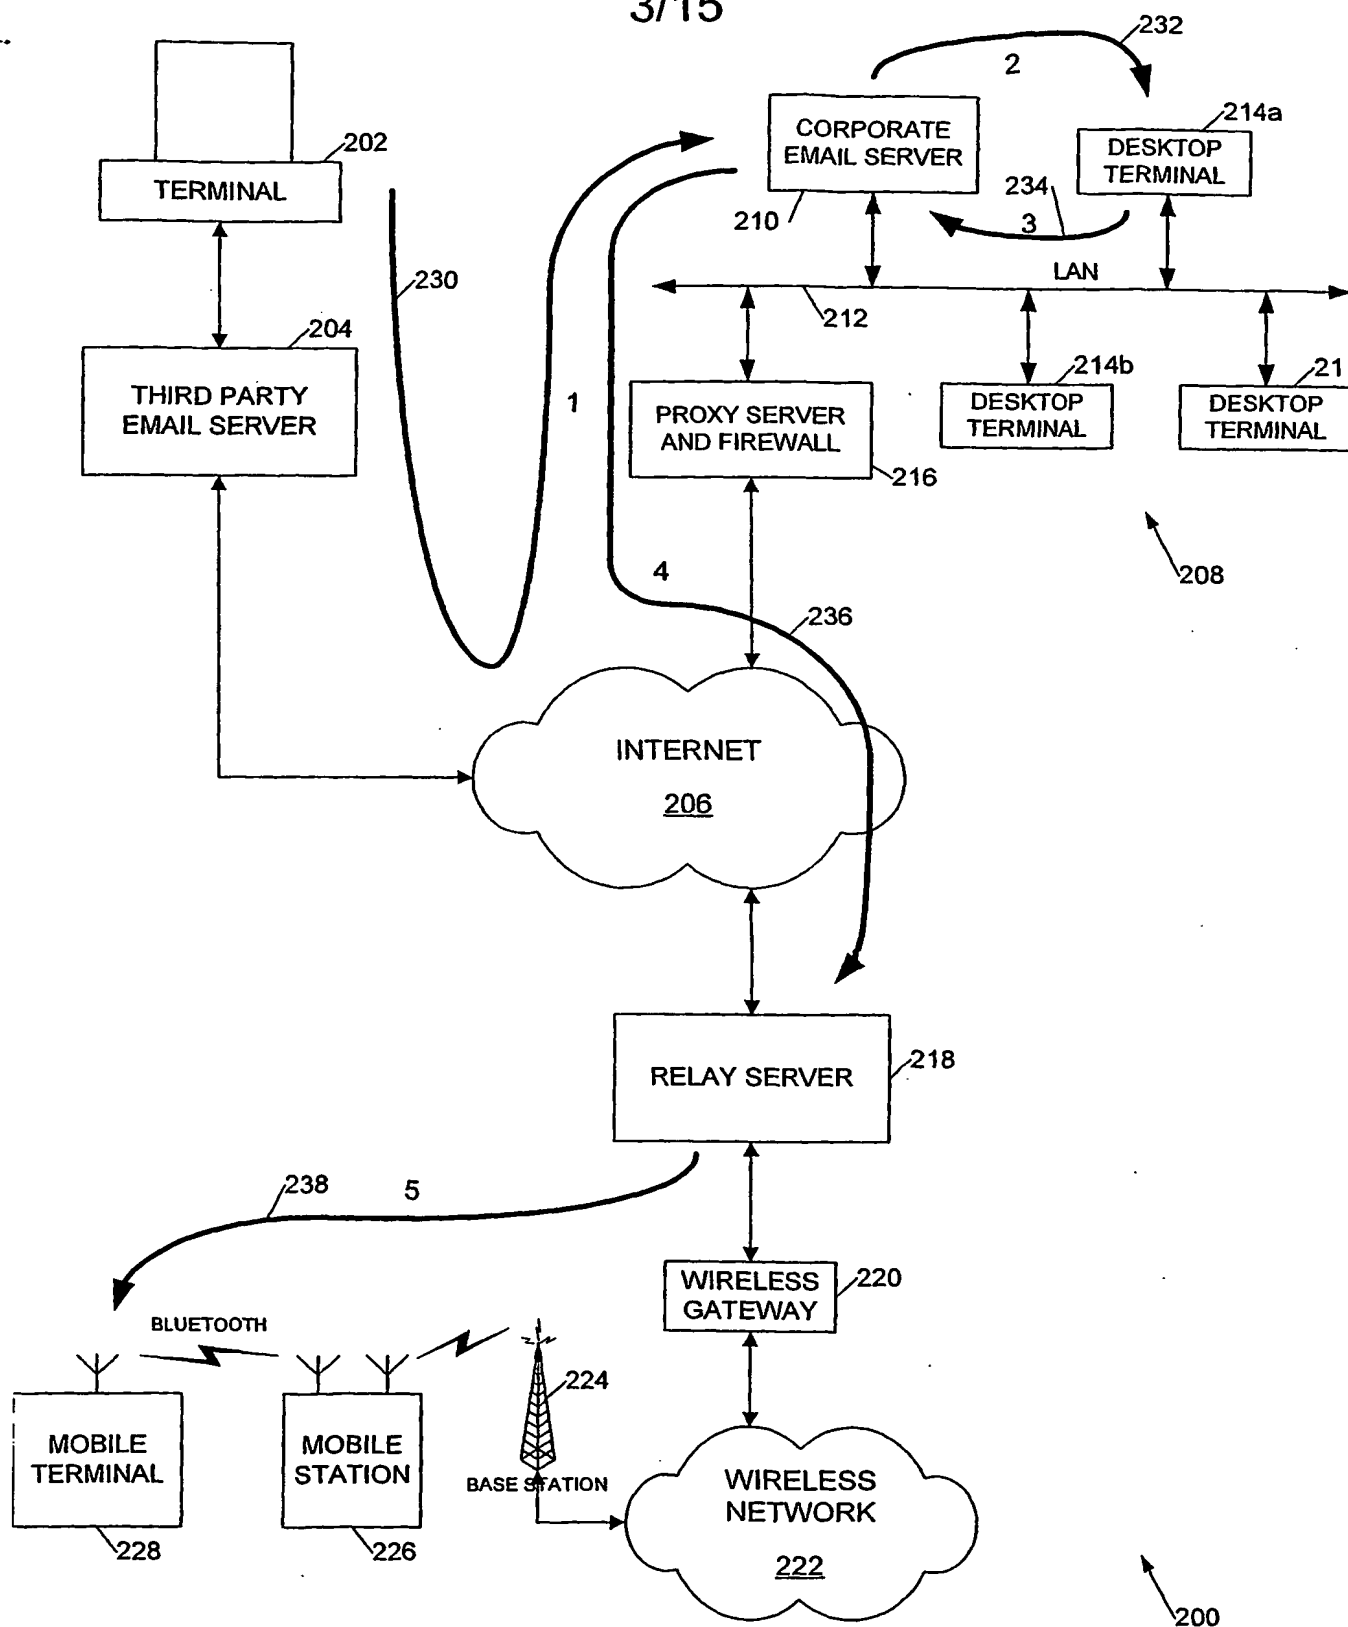 3/15
232
2
CORPORATE
EMAIL SERVER
214a
DESKTOP
TERMINAL
202
TERMINAL
234
210
3
230
LAN
212
204
THIRD PARTY
EMAIL SERVER
1
214b
21
PROXY SERVER
AND FIREWALL
DESKTOP
TERMINAL
DESKTOP
TERMINAL
216
4
208
236
INTERNET
206
RELAY SERVER
218
238
5
WIRELESS
GATEWAY
220
BLUETOOTH
224
MOBILE
TERMINAL
MOBILE
STATION
BASE STATION
WIRELESS
NETWORK
228
226
222
200